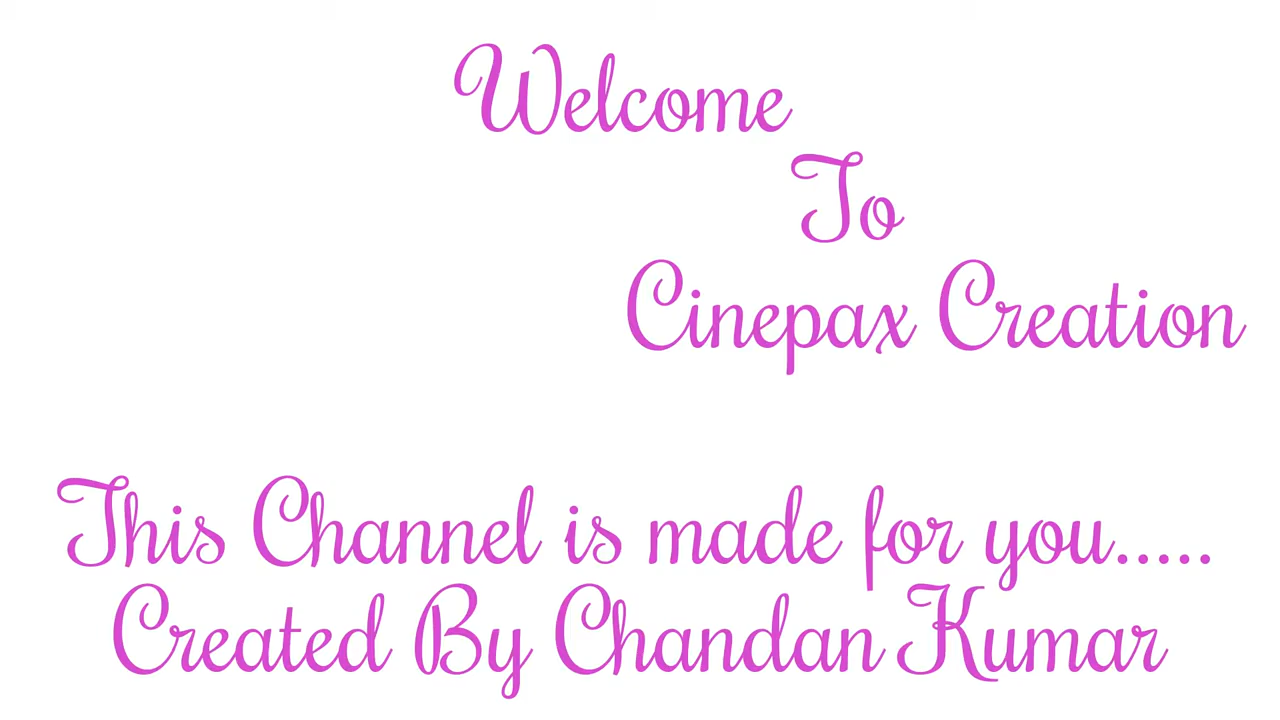 Welcome
To
Cinepax Creation
This Channel is made for you.....
Created By Chandan Kumar